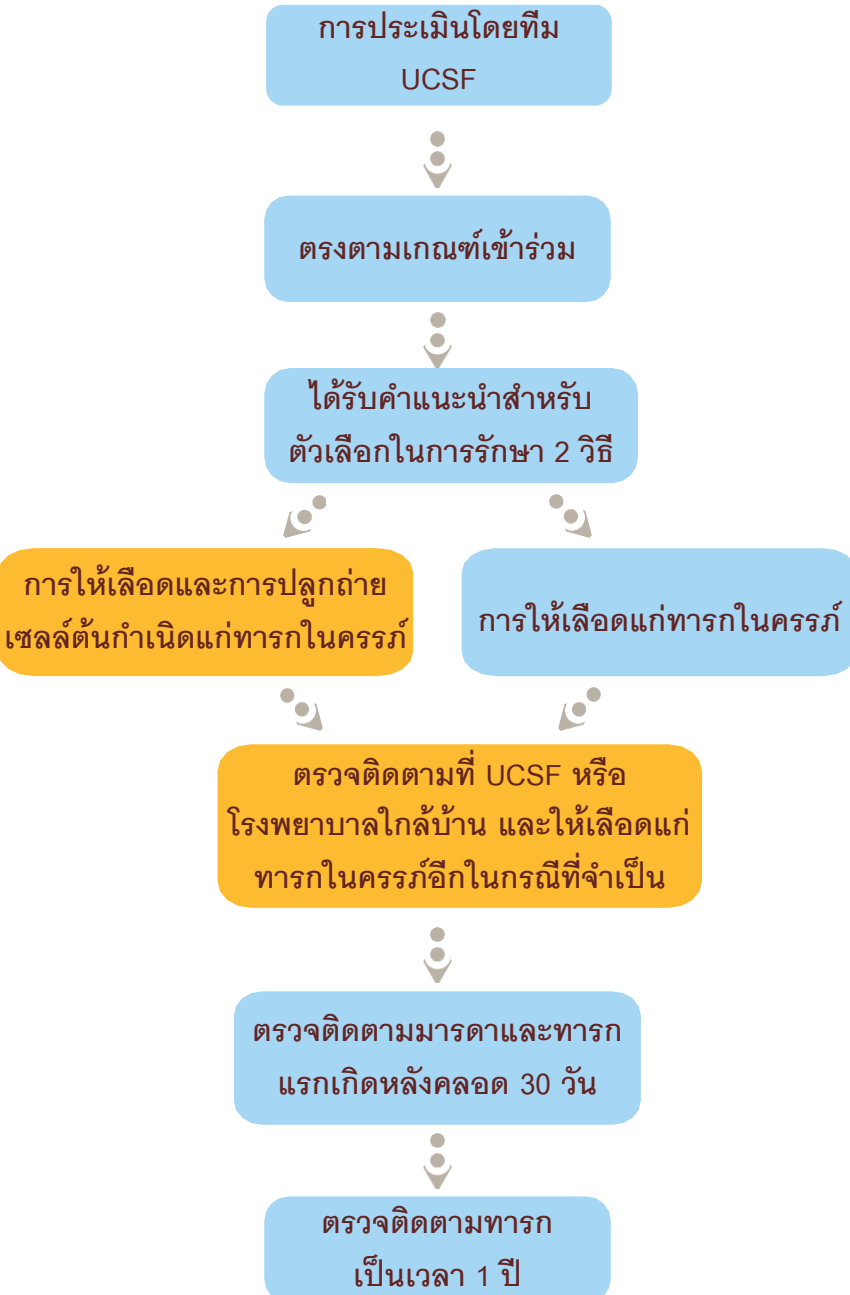 การประเมินโดยทีม
UCSF
ตรงตามเกณฑ์เข้าร่วม
ได้รับคำแนะนำสำหรับ
ตัวเลือกในการรักษา 2 วิธี
การให้เลือดและการปลูกถ่าย
เซลล์ต้นกำเนิดแก่ทารกในครรภ์
การให้เลือดแก่ทารกในครรภ์
ตรวจติดตามที่ UCSF หรือ
โรงพยาบาลใกล้บ้าน และให้เลือดแก่
ทารกในครรภ์อีกในกรณีที่จำเป็น
ตรวจติดตามมารดาและทารก
แรกเกิดหลังคลอด 30 วัน
ตรวจติดตามทารก
เป็นเวลา 1 ปี